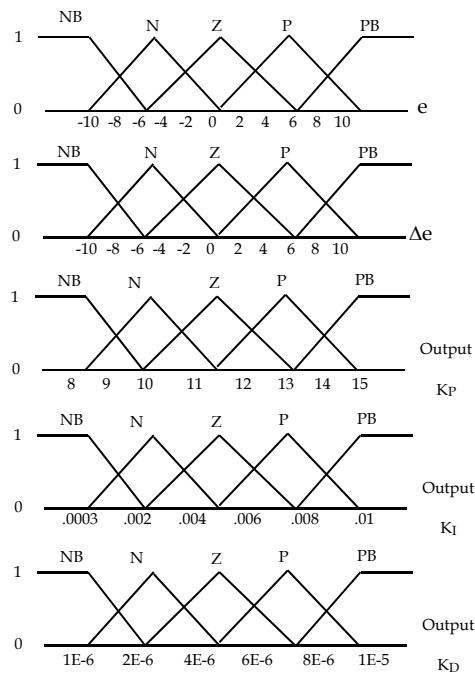 NB N Z P PB
1
0
-10 -8 -6 -4 -2 0 2 4 6 8 10
e
NB N Z P PB
1
0
-10 -8 -6 -4 -2 0 2 4 6 8 10
Δe
NB N Z P PB
1
0
8 9 10 11 12 13 14 15
Output
KP
NB N Z P PB
1
0
.0003 .002 .004 .006 .008 .01
Output
KI
NB N Z P PB
1
0
1E-6 2E-6 4E-6 6E-6 8E-6 1E-5
Output
KD